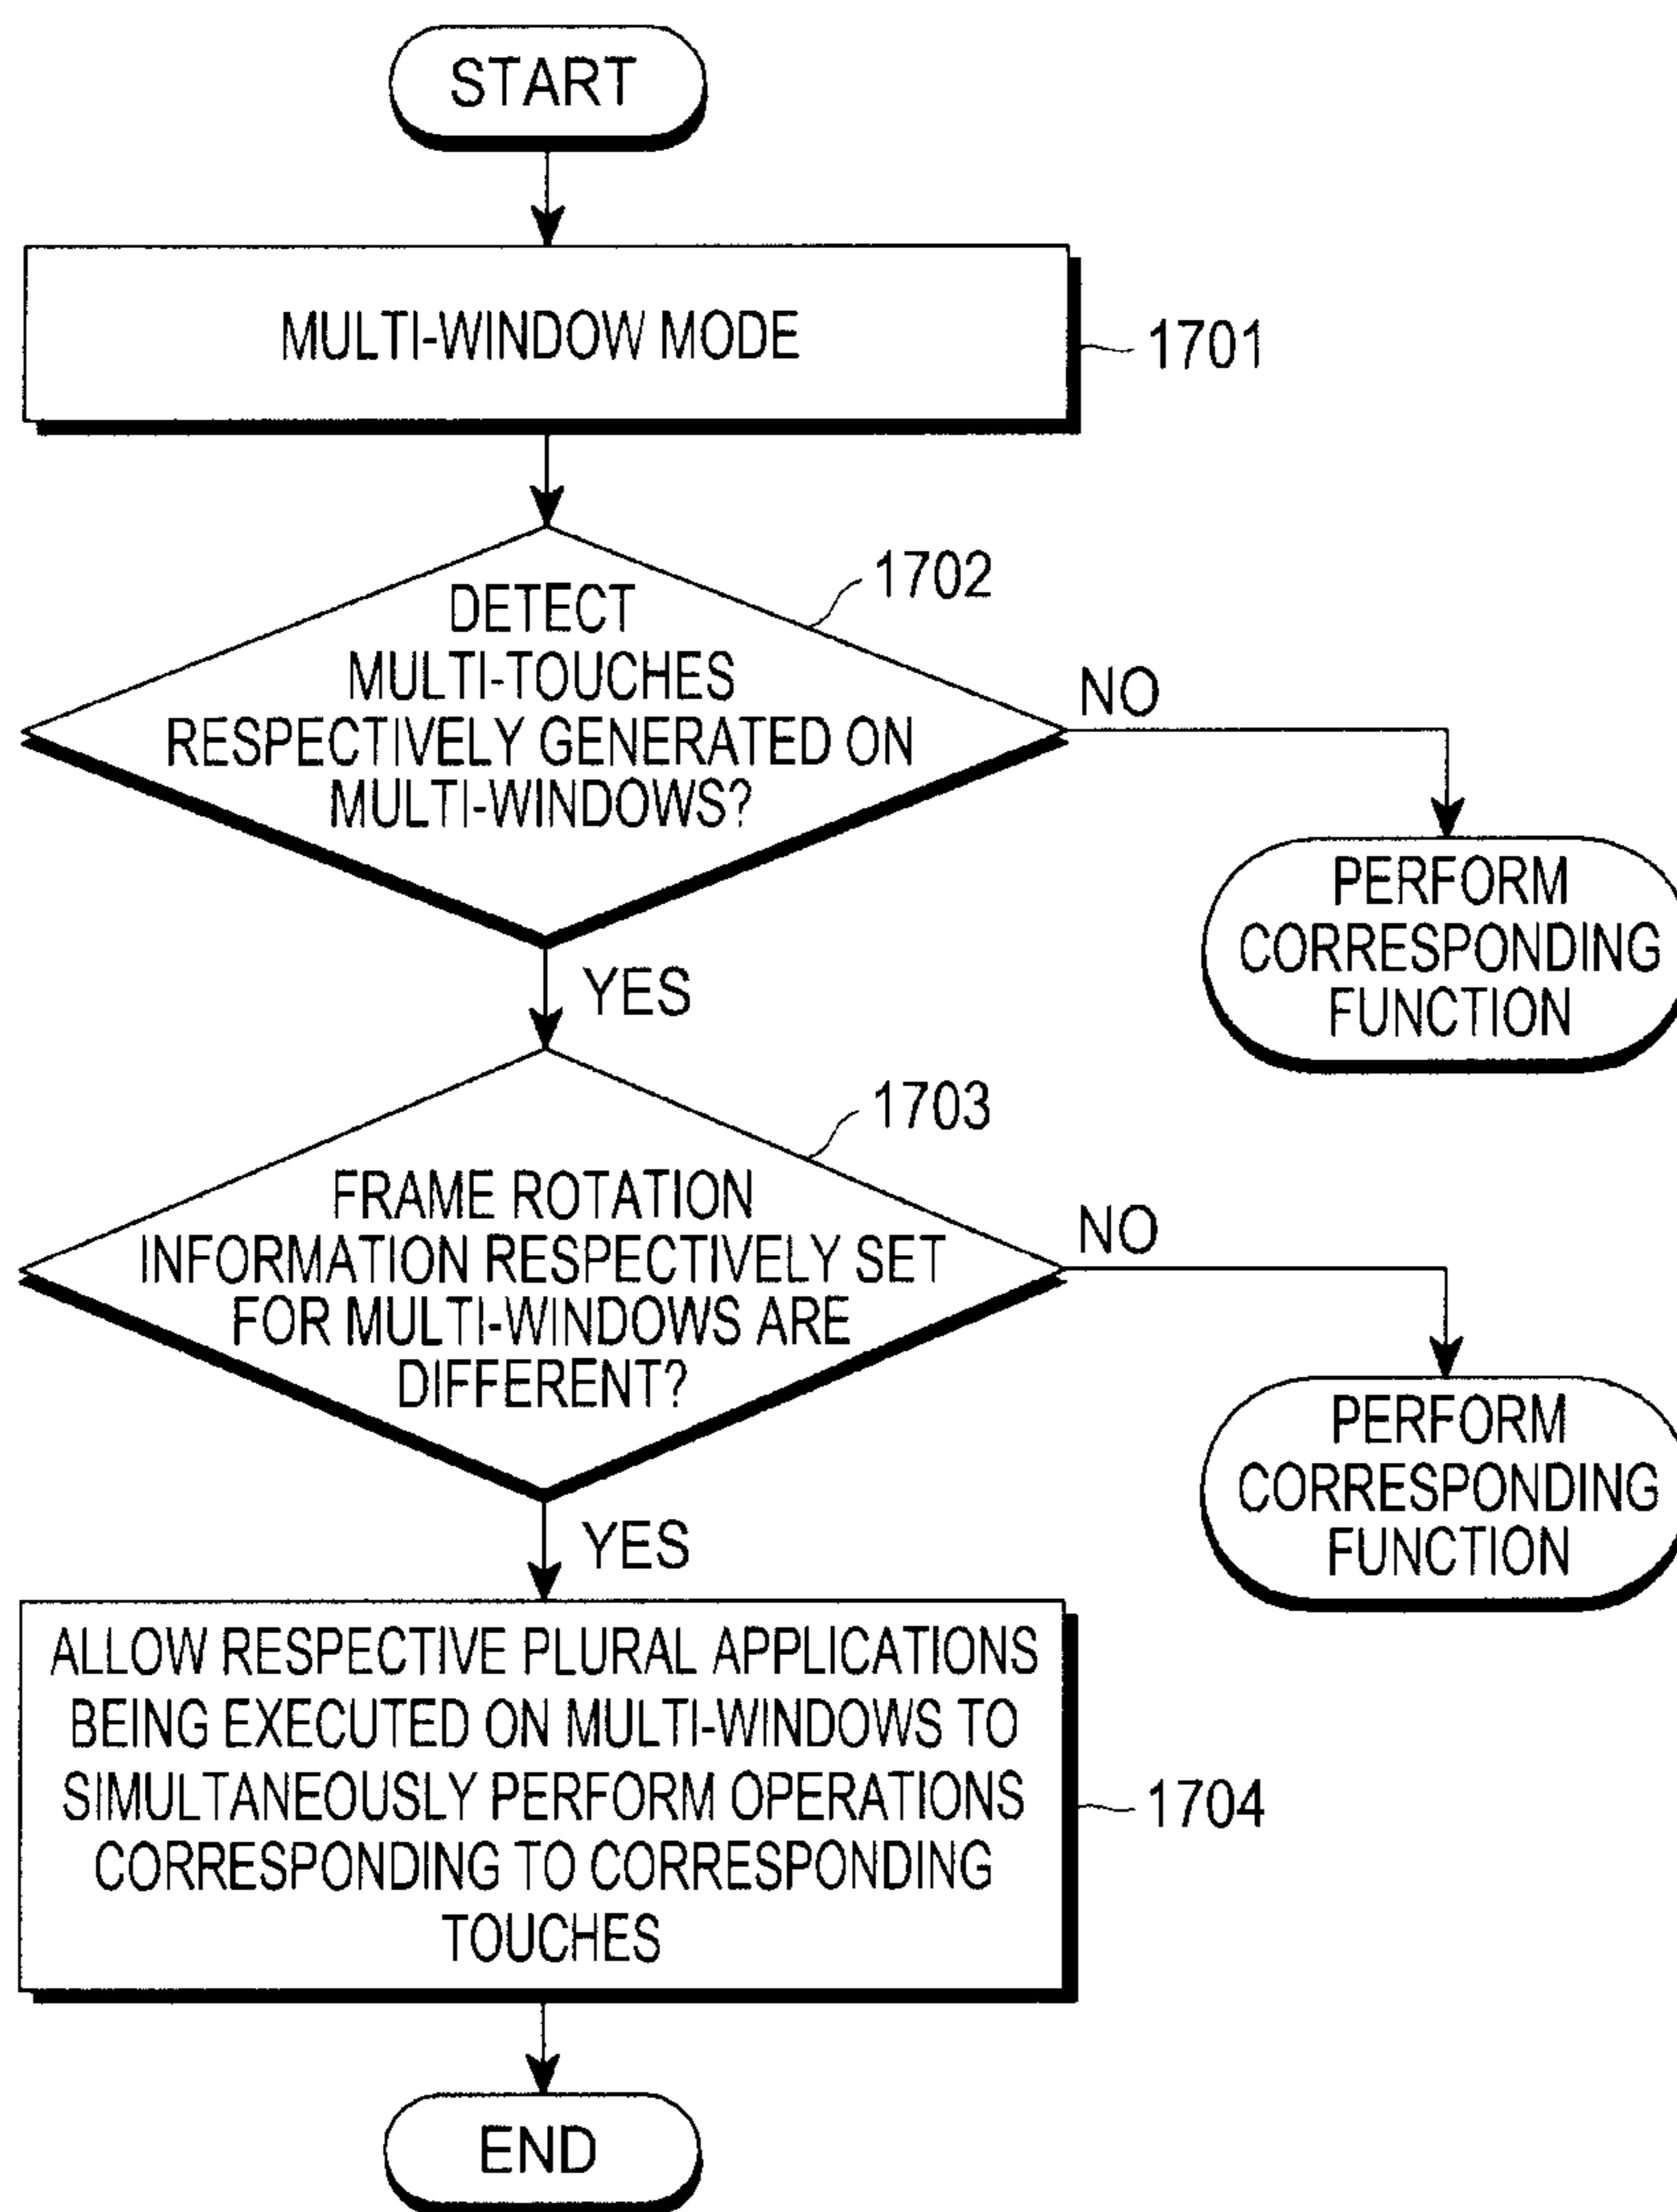 START
MULTI-WINDOW MODE
1701
1702
DETECT
MULTI-TOUCHES
RESPECTIVELY GENERATED ON
MULTI-WINDOWS?
NO
PERFORM
CORRESPONDING
FUNCTION
YES
1703
FRAME ROTATION
INFORMATION RESPECTIVELY SET
FOR MULTI-WINDOWS ARE
DIFFERENT?
NO
PERFORM
CORRESPONDING
FUNCTION
YES
ALLOW RESPECTIVE PLURAL APPLICATIONS
BEING EXECUTED ON MULTI-WINDOWS TO
SIMULTANEOUSLY PERFORM OPERATIONS
CORRESPONDING TO CORRESPONDING
TOUCHES
1704
END